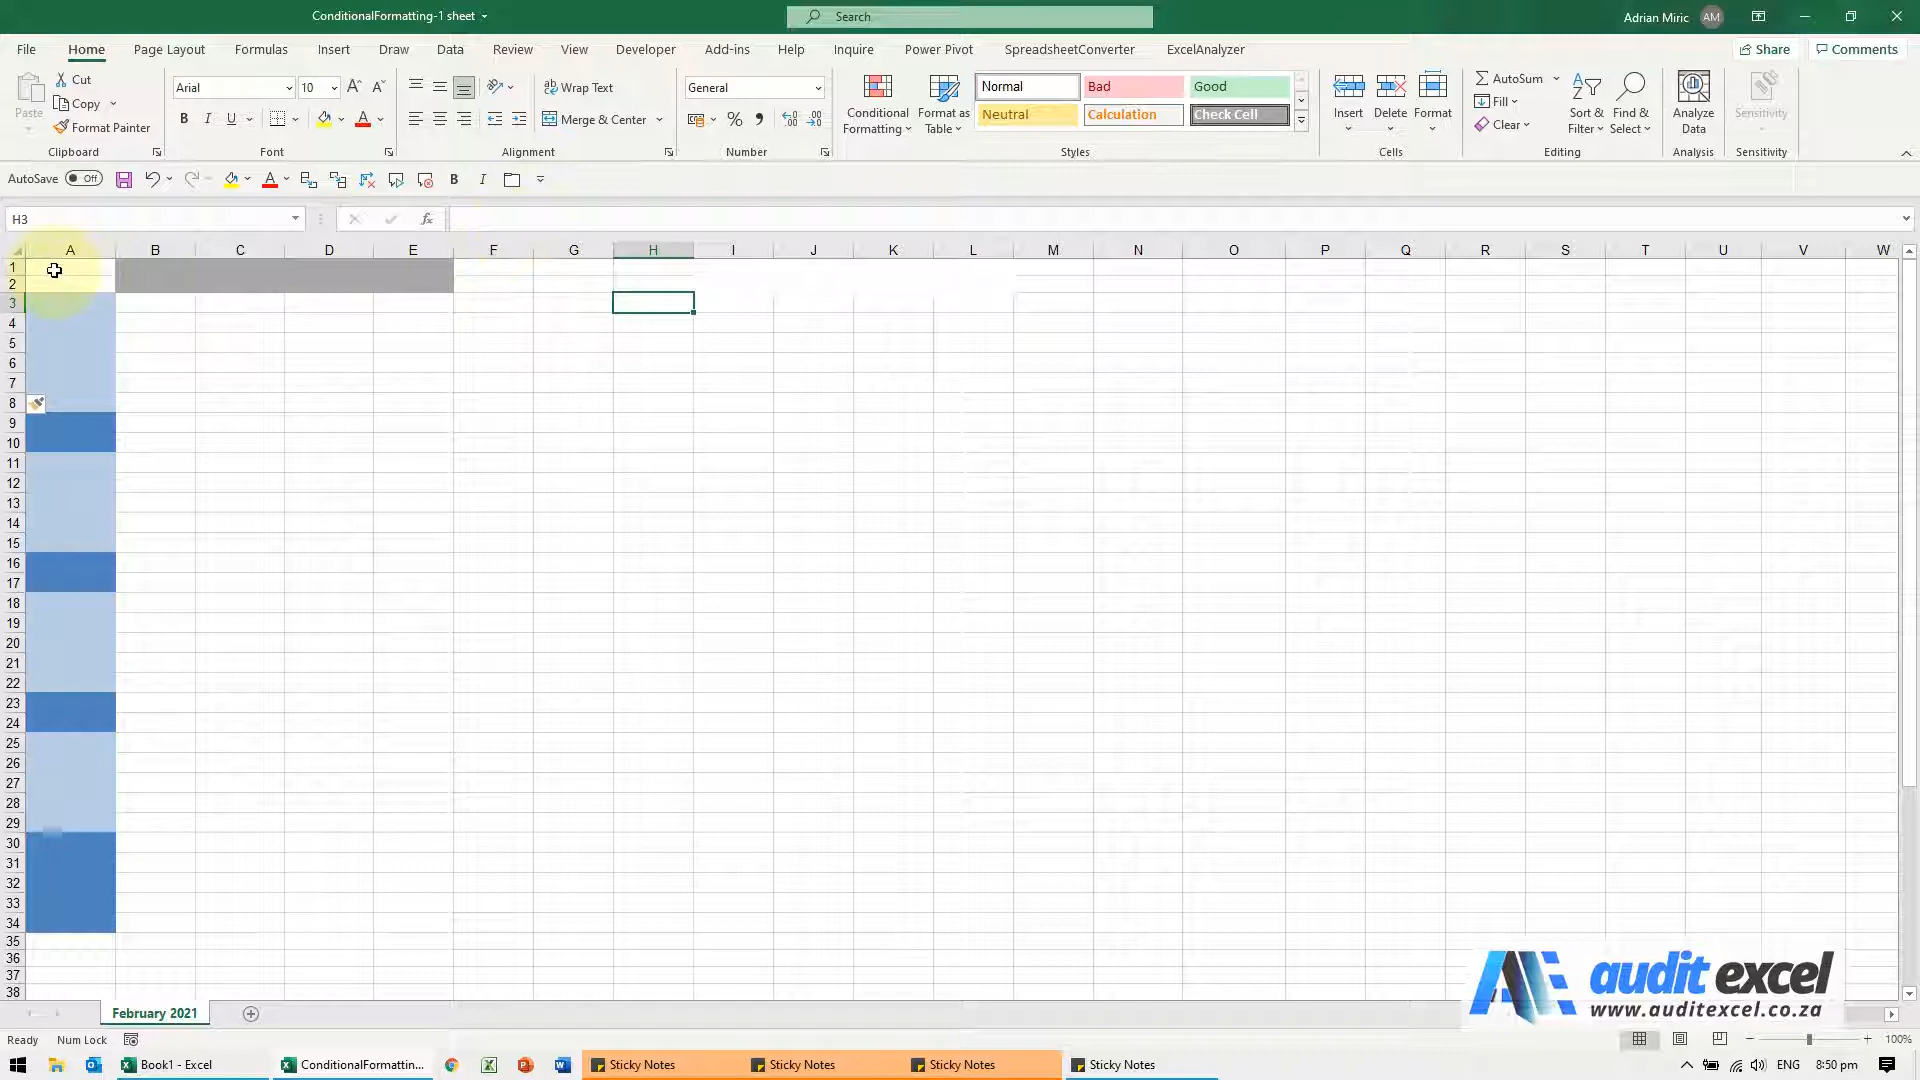 ConditionalFormatting-1 sheet
Search
Adrian Miric AM
File Home Page Layout Formulas Insert Draw Data Review View Developer Add-ins Help Inquire Power Pivot SpreadsheetConverter ExcelAnalyzer Share Comments
Paste
Cut
Copy
Format Painter
Clipboard
Arial 10
B I U
Font
Wrap Text
Merge & Center
Alignment
General
%
Number
Conditional
Formatting
Format as
Table
Normal Bad Good
Neutral Calculation Check Cell
Styles
Insert Delete Format
Cells
AutoSum
Fill
Clear
Sort &
Filter
Find &
Select
Editing
Analyze
Data
Analysis
Sensitivity
Sensitivity
AutoSave Off
B I
H3
fx
A B C D E F G H I J K L M N O P Q R S T U V W
1
2
3
4
5
6
7
8
9
10
11
12
13
14
15
16
17
18
19
20
21
22
23
24
25
26
27
28
29
30
31
32
33
34
35
36
37
38
audit excel
www.auditexcel.co.za
February 2021
Ready Num Lock
100%
Book1 - Excel
ConditionalFormattin...
Sticky Notes
Sticky Notes
Sticky Notes
Sticky Notes
ENG 8:50 pm